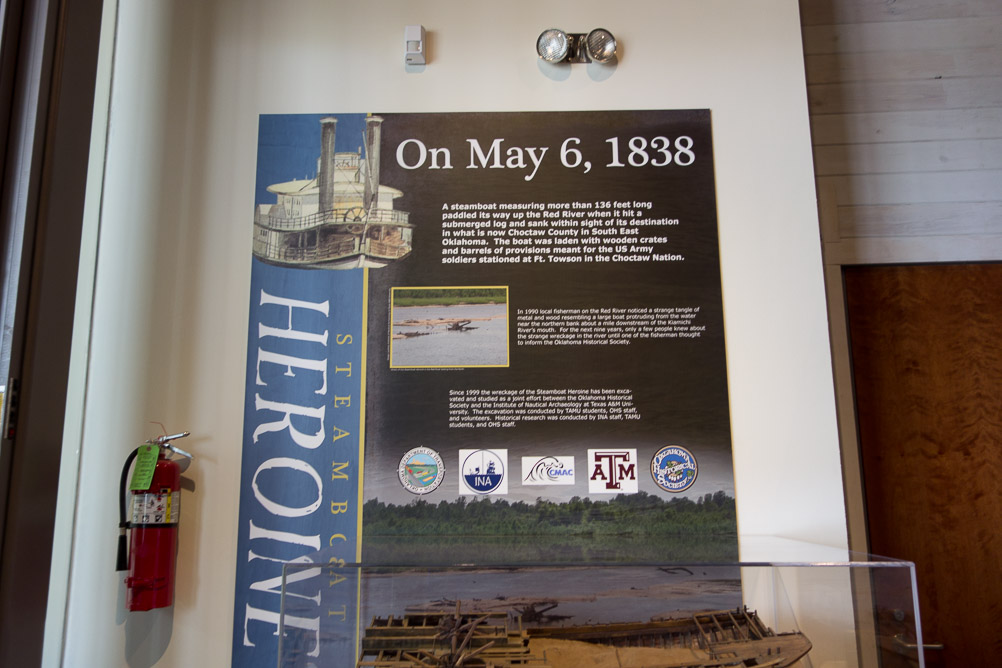 On May 6, 1838
A steamboat measuring more than 136 feet long
paddled its way up the Red River when it hit a
submerged log and sank within sight of its destination
in what is now Choctaw County in South East
Oklahoma. The boat was laden with wooden crates
and barrels of provisions meant for the US Army
soldiers stationed at Ft. Towson in the Choctaw Nation.
In 1990 local fisherman on the Red River noticed a strange tangle of
metal and wood resembling a large boat protruding from the water
near the northern bank about a mile downstream of the Kiamichi
River's mouth. For the next nine years, only a few people knew about
the strange wreckage in the river until one of the fisherman thought
to inform the Oklahoma Historical Society.
Since 1999 the wreckage of the Steamboat Heroine has been exca-
vated and studied as a joint effort between the Oklahoma Historical
Society and the Institute of Nautical Archaeology at Texas A&M Uni-
versity. The excavation was conducted by TAMU students, OHS staff,
and volunteers. Historical research was conducted by INA staff, TAMU
students, and OHS staff.
INA
CMAC
ATM
OKLAHOMA
HISTORICAL
SOCIETY
STEAMBOAT
HEROINE